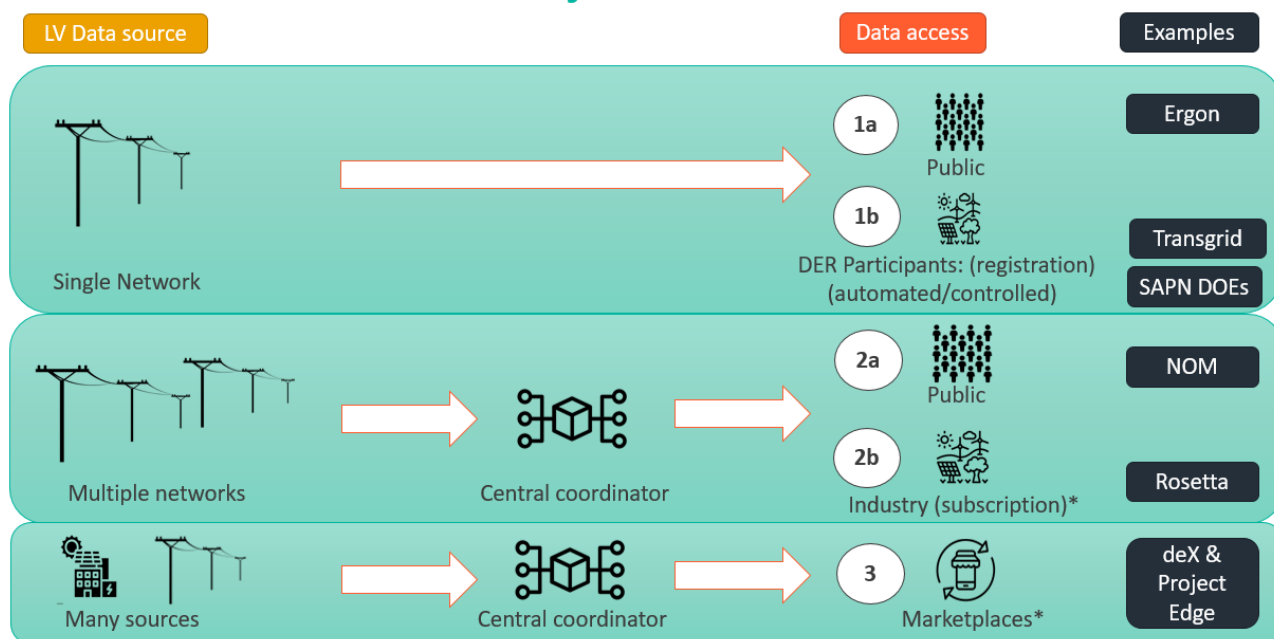 LV Data source
Data access
Examples
1a
Public
Ergon
1b
DER Participants: (registration)
(automated/controlled)
Transgrid
SAPN DOEs
Single Network
2a
Public
NOM
2b
Industry (subscription)*
Rosetta
Multiple networks
Central coordinator
3
Marketplaces*
deX &
Project
Edge
Many sources
Central coordinator